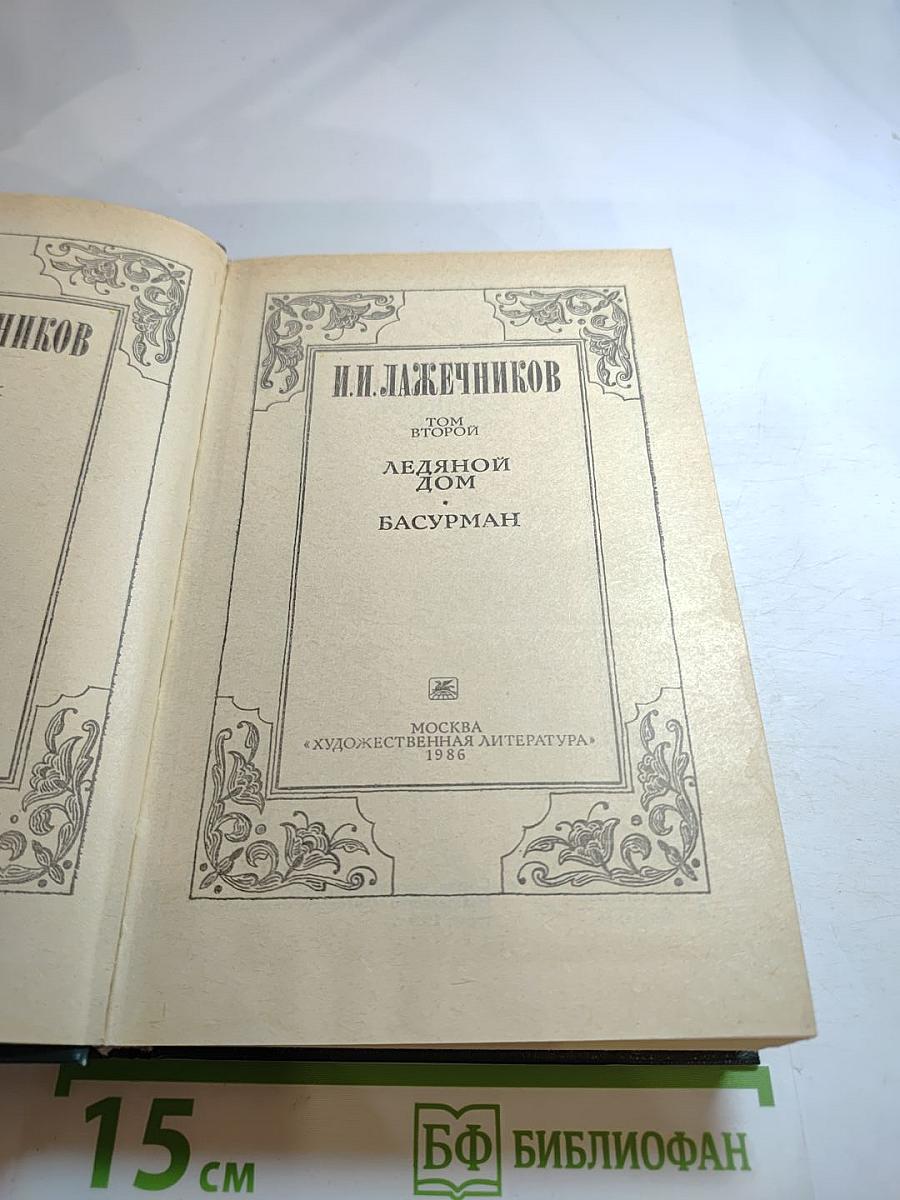 НИКОВ
И.И.ЛАЖЕЧНИКОВ
ТОМ
ВТОРОЙ
ЛЕДЯНОЙ
ДОМ
·
БАСУРМАН
МОСКВА
«ХУДОЖЕСТВЕННАЯ ЛИТЕРАТУРА»
1986
15 СМ
БФ БИБЛИОФАН